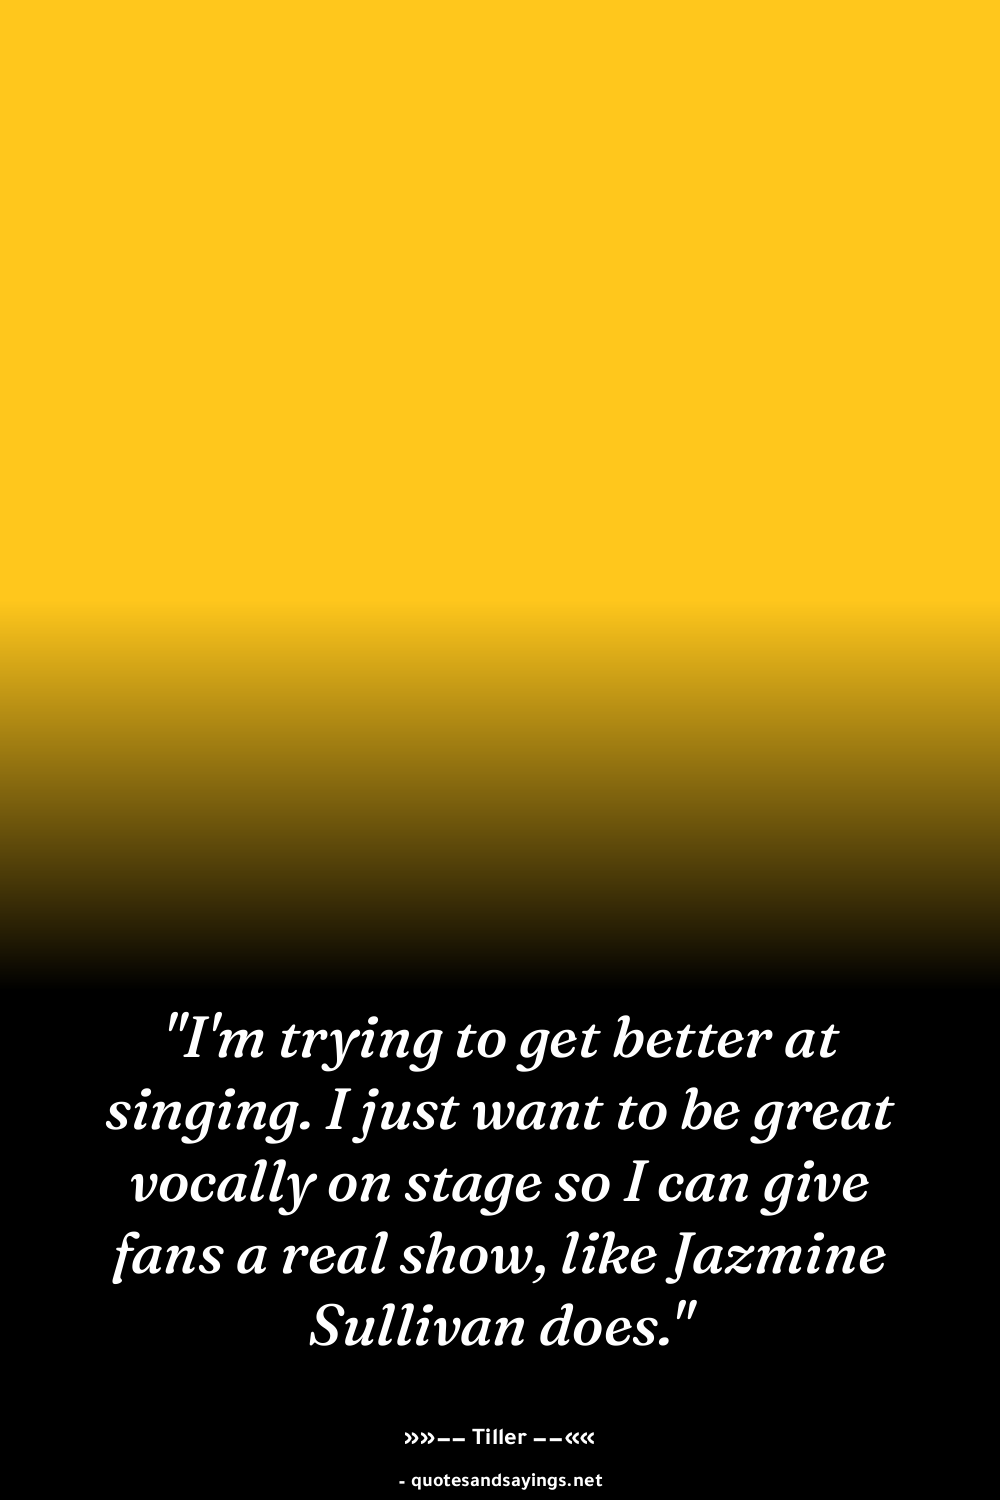 "I'm trying to get better at
singing. I just want to be great
vocally on stage so I can give
fans a real show, like Jazmine
Sullivan does."
»»−− Tiller −−««
- quotesandsayings.net